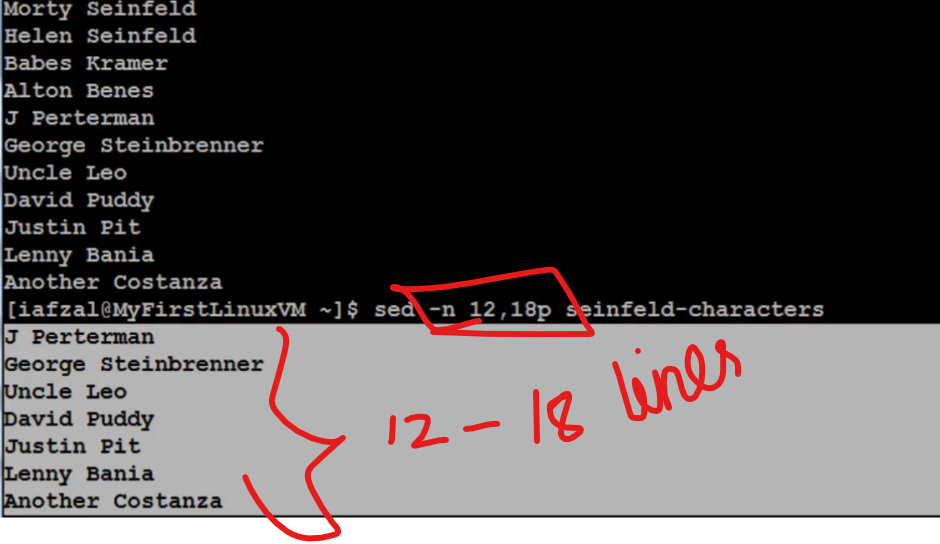 Morty Seinfeld
Helen Seinfeld
Babes Kramer
Alton Benes
J Perterman
George Steinbrenner
Uncle Leo
David Puddy
Justin Pit
Lenny Bania
Another Costanza
[iafzal@MyFirstLinuxVM ~]$ sed -n 12,18p seinfeld-characters
J Perterman
George Steinbrenner
Uncle Leo
David Puddy
Justin Pit
Lenny Bania
Another Costanza
12 - 18 lines